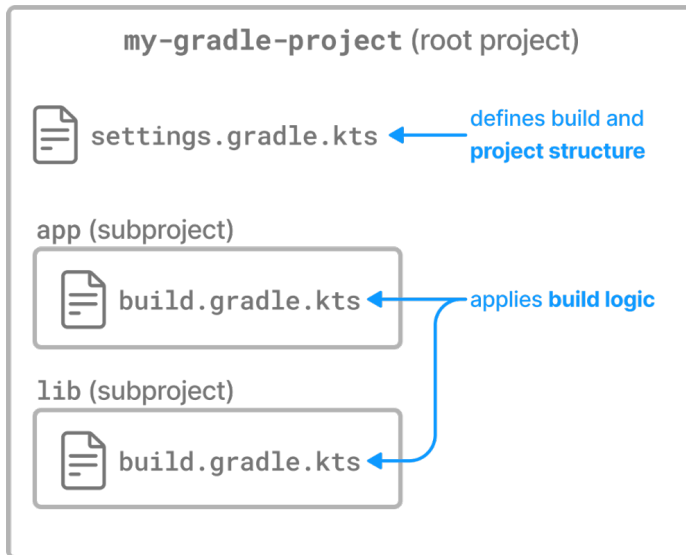 my-gradle-project (root project)
settings.gradle.kts
defines build and
project structure
app (subproject)
build.gradle.kts
applies build logic
lib (subproject)
build.gradle.kts